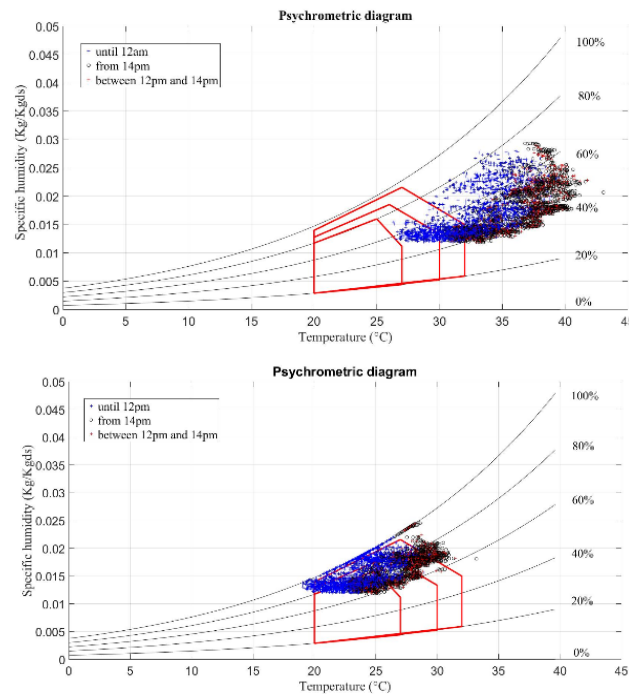 Psychrometric diagram
0.05
0.045
0.04
0.035
0.03
0.025
0.02
0.015
0.01
0.005
0
Specific humidity (Kg/Kgds)
until 12am
from 14pm
between 12pm and 14pm
100%
80%
60%
40%
20%
0%
0 5 10 15 20 25 30 35 40 45
Temperature (°C)
Psychrometric diagram
0.05
0.045
0.04
0.035
0.03
0.025
0.02
0.015
0.01
0.005
0
Specific humidity (Kg/Kgds)
until 12pm
from 14pm
between 12pm and 14pm
100%
80%
60%
40%
20%
0%
0 5 10 15 20 25 30 35 40 45
Temperature (°C)